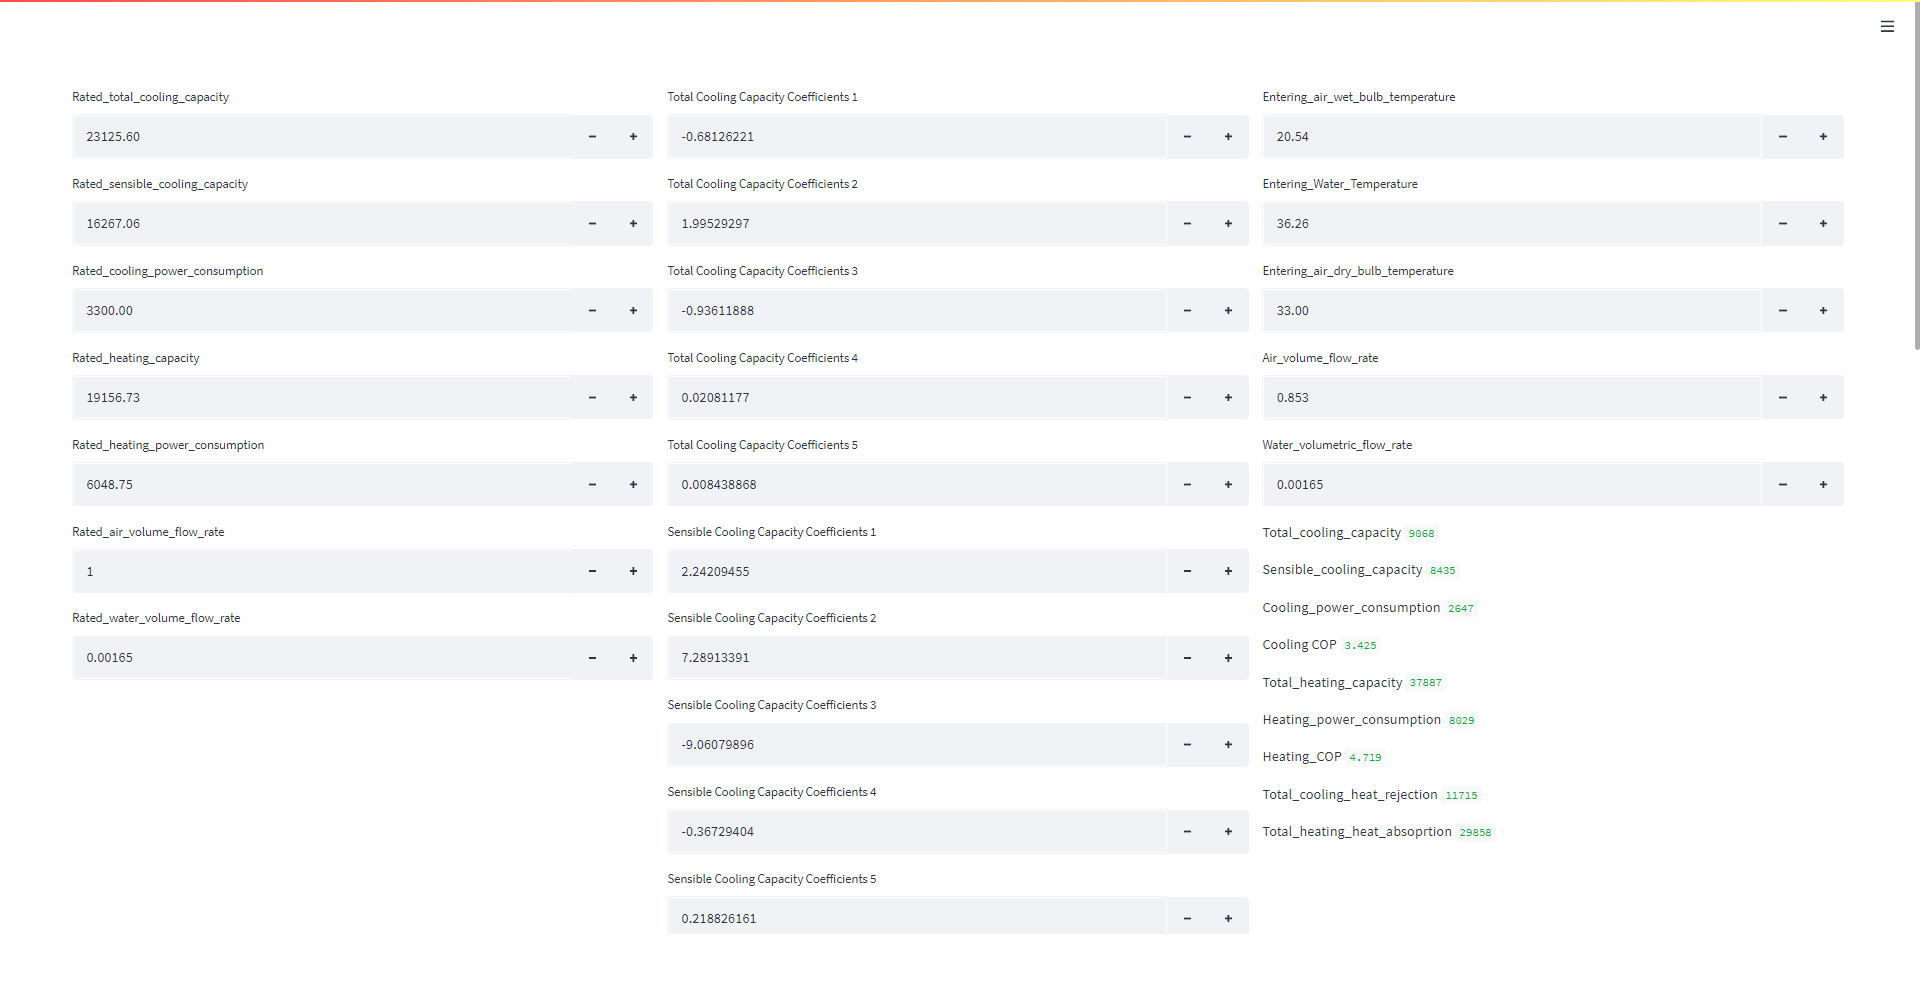 Rated_total_cooling_capacity
23125.60
Rated_sensible_cooling_capacity
16267.06
Rated_cooling_power_consumption
3300.00
Rated_heating_capacity
19156.73
Rated_heating_power_consumption
6048.75
Rated_air_volume_flow_rate
1
Rated_water_volume_flow_rate
0.00165
Total Cooling Capacity Coefficients 1
-0.68126221
Total Cooling Capacity Coefficients 2
1.99529297
Total Cooling Capacity Coefficients 3
-0.93611888
Total Cooling Capacity Coefficients 4
0.02081177
Total Cooling Capacity Coefficients 5
0.008438868
Sensible Cooling Capacity Coefficients 1
2.24209455
Sensible Cooling Capacity Coefficients 2
7.28913391
Sensible Cooling Capacity Coefficients 3
-9.06079896
Sensible Cooling Capacity Coefficients 4
-0.36729404
Sensible Cooling Capacity Coefficients 5
0.218826161
Entering_air_wet_bulb_temperature
20.54
Entering_Water_Temperature
36.26
Entering_air_dry_bulb_temperature
33.00
Air_volume_flow_rate
0.853
Water_volumetric_flow_rate
0.00165
Total_cooling_capacity 9068
Sensible_cooling_capacity 8435
Cooling_power_consumption 2647
Cooling COP 3.425
Total_heating_capacity 37887
Heating_power_consumption 8029
Heating_COP 4.719
Total_cooling_heat_rejection 11715
Total_heating_heat_absoprtion 29858